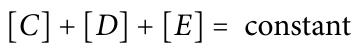 [C] + [D] + [E] = constant